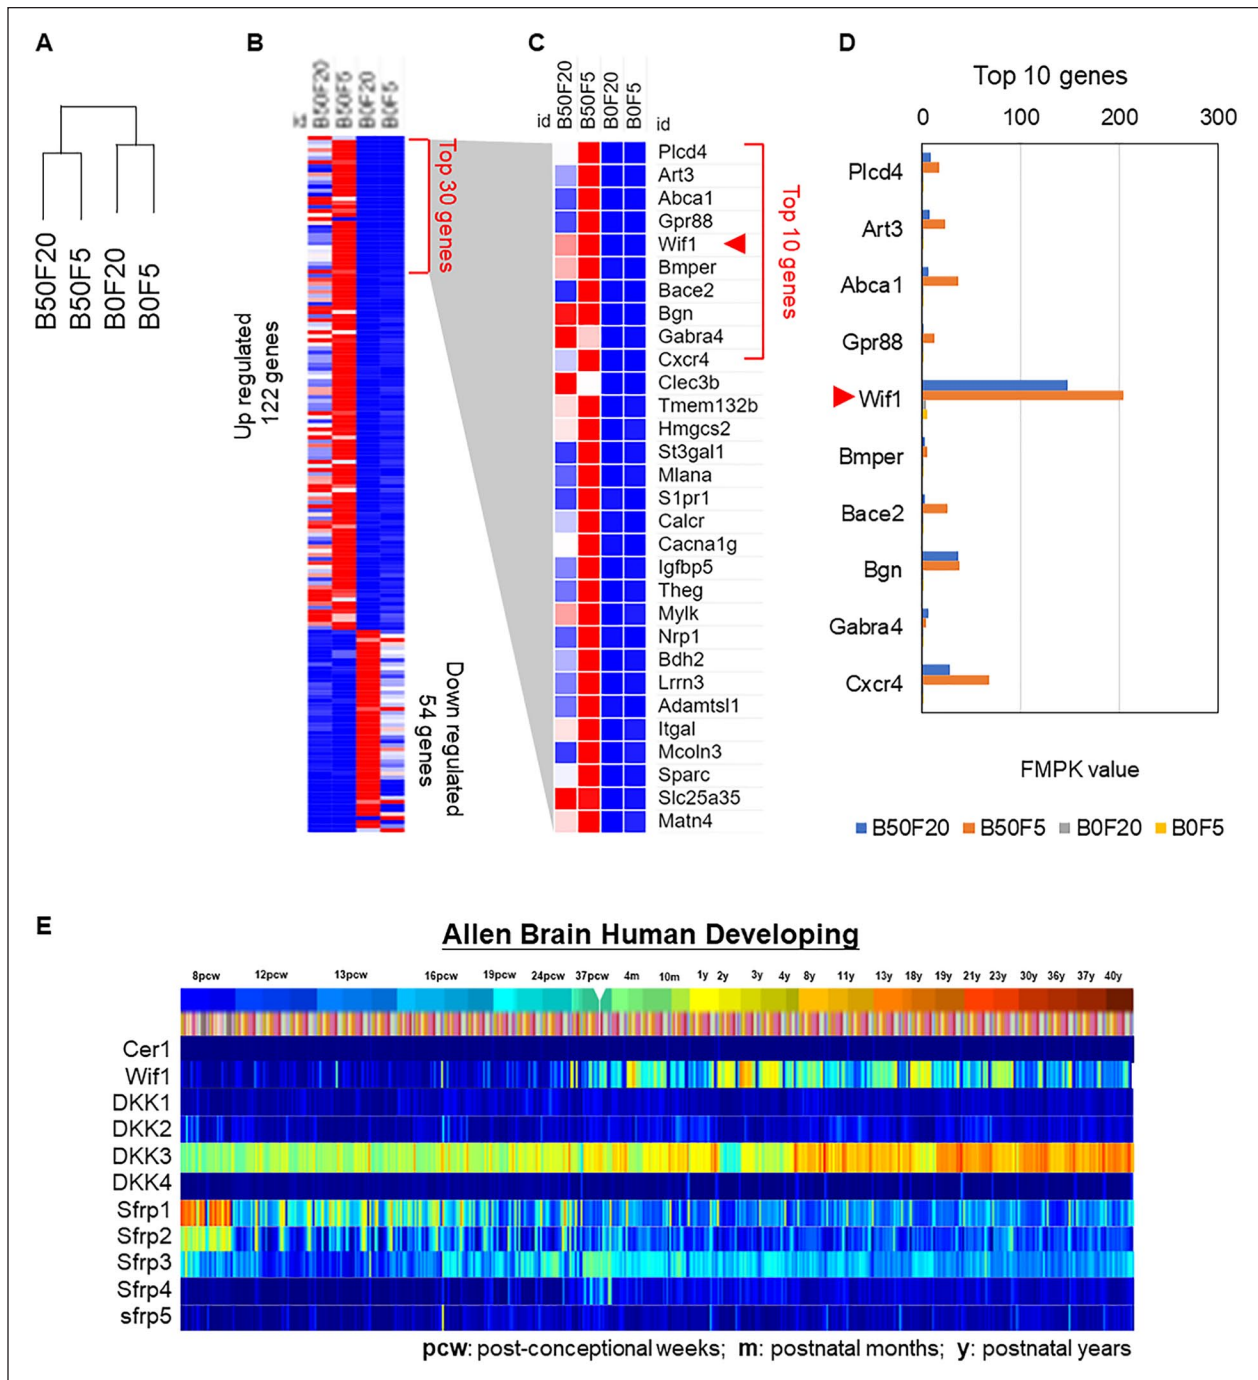 A
B50F20
B50F5
B0F20
B0F5
B
id
B50F20
B50F5
B0F20
B0F5
Top 30 genes
Up regulated
122 genes
Down regulated
54 genes
C
id
B50F20
B50F5
B0F20
B0F5
id
Plcd4
Art3
Abca1
Gpr88
Wif1
Bmper
Bace2
Bgn
Gabra4
Cxcr4
Clec3b
Tmem132b
Hmgcs2
St3gal1
Mlana
S1pr1
Calcr
Cacna1g
Igfbp5
Theg
Mylk
Nrp1
Bdh2
Lrrn3
Adamtsl1
Itgal
Mcoln3
Sparc
Slc25a35
Matn4
Top 10 genes
D
Top 10 genes
0 100 200 300
Plcd4
Art3
Abca1
Gpr88
Wif1
Bmper
Bace2
Bgn
Gabra4
Cxcr4
FMPK value
B50F20 B50F5 B0F20 B0F5
E
Allen Brain Human Developing
8pcw 12pcw 13pcw 16pcw 19pcw 24pcw 37pcw 4m 10m 1y 2y 3y 4y 8y 11y 13y 18y 19y 21y 23y 30y 36y 37y 40y
Cer1
Wif1
DKK1
DKK2
DKK3
DKK4
Sfrp1
Sfrp2
Sfrp3
Sfrp4
sfrp5
pcw: post-conceptional weeks; m: postnatal months; y: postnatal years